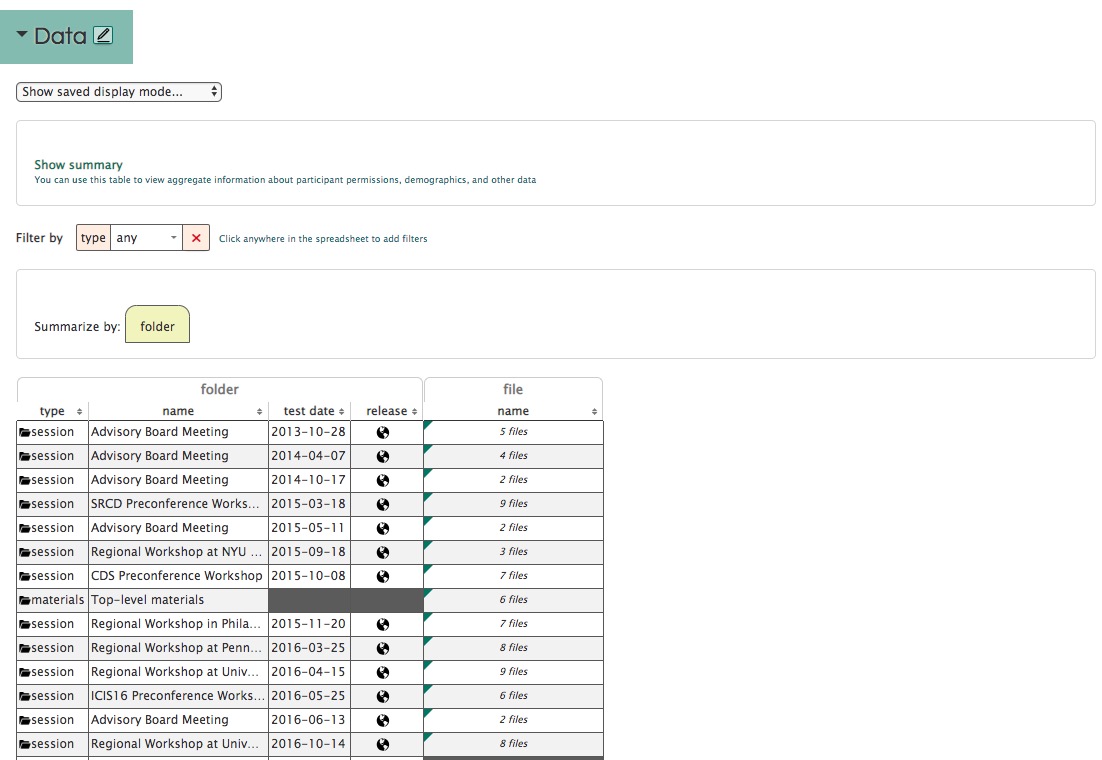 Data
Show saved display mode...
Show summary
You can use this table to view aggregate information about participant permissions, demographics, and other data
Filter by type any × Click anywhere in the spreadsheet to add filters
Summarize by: folder
folder file
type name test date release name
session Advisory Board Meeting 2013-10-28 5 files
session Advisory Board Meeting 2014-04-07 4 files
session Advisory Board Meeting 2014-10-17 2 files
session SRCD Preconference Works... 2015-03-18 9 files
session Advisory Board Meeting 2015-05-11 2 files
session Regional Workshop at NYU ... 2015-09-18 3 files
session CDS Preconference Workshop 2015-10-08 7 files
materials Top-level materials 6 files
session Regional Workshop in Phila... 2015-11-20 7 files
session Regional Workshop at Penn... 2016-03-25 8 files
session Regional Workshop at Univ... 2016-04-15 9 files
session ICIS16 Preconference Works... 2016-05-25 6 files
session Advisory Board Meeting 2016-06-13 2 files
session Regional Workshop at Univ... 2016-10-14 8 files